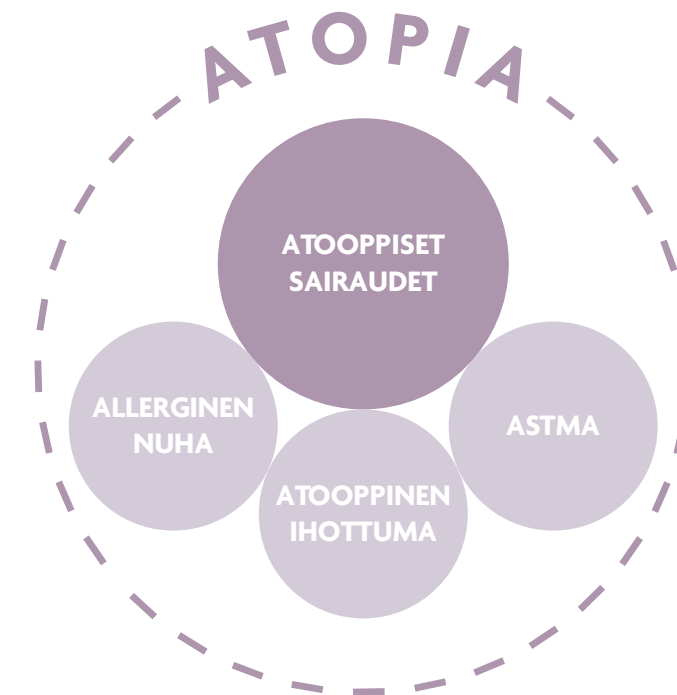 ATOPIA
ATOOPPISET
SAIRAUDET
ALLERGINEN
NUHA
ATOOPPINEN
IHOTTUMA
ASTMA